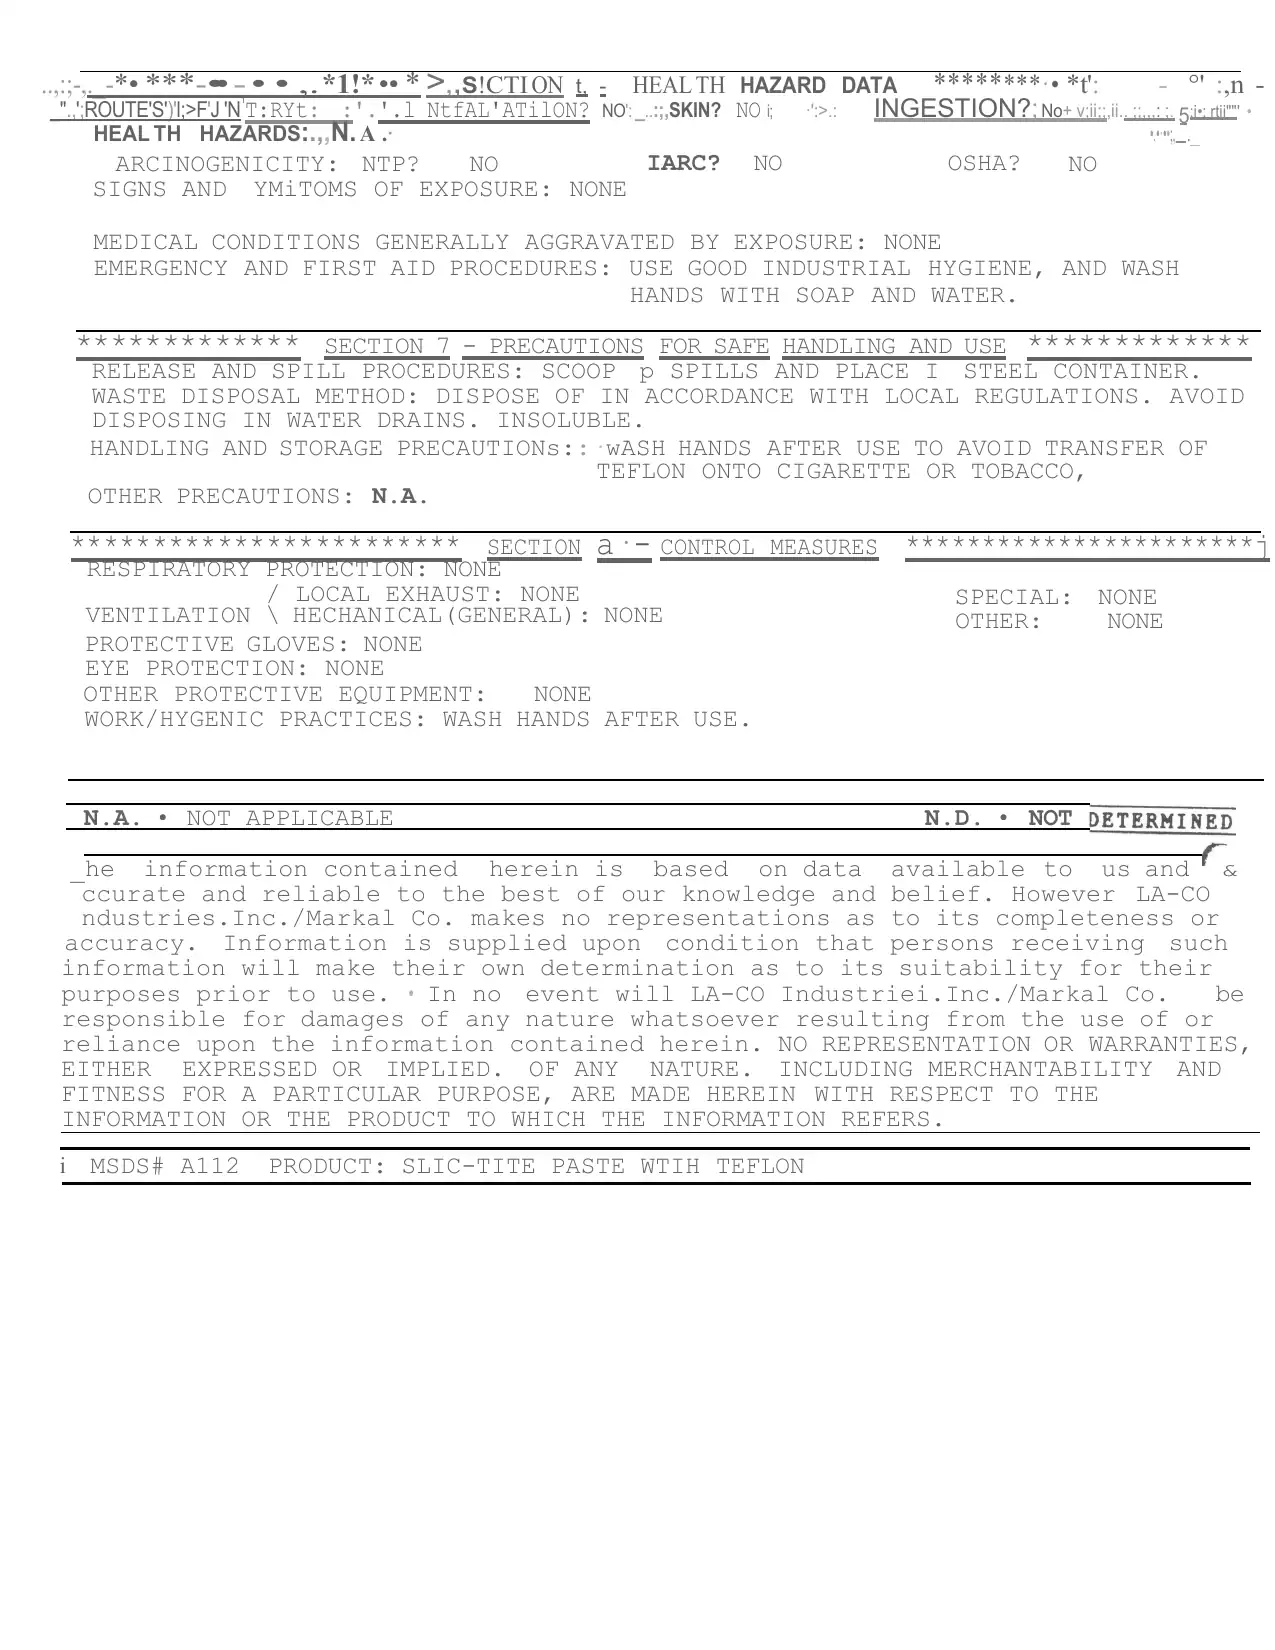 HEALTH HAZARD DATA ********
NO SKIN? NO INGESTION? No
HEALTH HAZARDS: N.A.
ARCINOGENICITY: NTP? NO IARC? NO OSHA? NO
SIGNS AND YMiTOMS OF EXPOSURE: NONE
MEDICAL CONDITIONS GENERALLY AGGRAVATED BY EXPOSURE: NONE
EMERGENCY AND FIRST AID PROCEDURES: USE GOOD INDUSTRIAL HYGIENE, AND WASH
HANDS WITH SOAP AND WATER.
************* SECTION 7 - PRECAUTIONS FOR SAFE HANDLING AND USE *************
RELEASE AND SPILL PROCEDURES: SCOOP p SPILLS AND PLACE I STEEL CONTAINER.
WASTE DISPOSAL METHOD: DISPOSE OF IN ACCORDANCE WITH LOCAL REGULATIONS. AVOID
DISPOSING IN WATER DRAINS. INSOLUBLE.
HANDLING AND STORAGE PRECAUTIONs:: wASH HANDS AFTER USE TO AVOID TRANSFER OF
TEFLON ONTO CIGARETTE OR TOBACCO,
OTHER PRECAUTIONS: N.A.
************************ SECTION a·- CONTROL MEASURES ***********************j
RESPIRATORY PROTECTION: NONE
/ LOCAL EXHAUST: NONE SPECIAL: NONE
VENTILATION \ HECHANICAL(GENERAL): NONE OTHER: NONE
PROTECTIVE GLOVES: NONE
EYE PROTECTION: NONE
OTHER PROTECTIVE EQUIPMENT: NONE
WORK/HYGENIC PRACTICES: WASH HANDS AFTER USE.
N.A. • NOT APPLICABLE N.D. • NOT DETERMINED
_he information contained herein is based on data available to us and &
ccurate and reliable to the best of our knowledge and belief. However LA-CO
ndustries.Inc./Markal Co. makes no representations as to its completeness or
accuracy. Information is supplied upon condition that persons receiving such
information will make their own determination as to its suitability for their
purposes prior to use. • In no event will LA-CO Industriei.Inc./Markal Co. be
responsible for damages of any nature whatsoever resulting from the use of or
reliance upon the information contained herein. NO REPRESENTATION OR WARRANTIES,
EITHER EXPRESSED OR IMPLIED. OF ANY NATURE. INCLUDING MERCHANTABILITY AND
FITNESS FOR A PARTICULAR PURPOSE, ARE MADE HEREIN WITH RESPECT TO THE
INFORMATION OR THE PRODUCT TO WHICH THE INFORMATION REFERS.
i MSDS# A112 PRODUCT: SLIC-TITE PASTE WTIH TEFLON